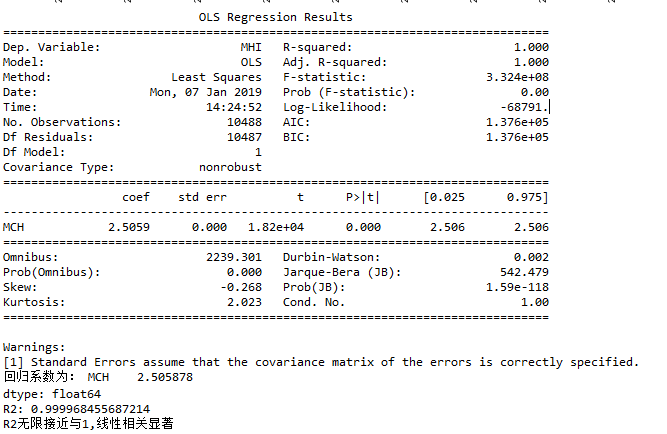 OLS Regression Results
==============================================================================
Dep. Variable: MHI R-squared: 1.000
Model: OLS Adj. R-squared: 1.000
Method: Least Squares F-statistic: 3.324e+08
Date: Mon, 07 Jan 2019 Prob (F-statistic): 0.00
Time: 14:24:52 Log-Likelihood: -68791.
No. Observations: 10488 AIC: 1.376e+05
Df Residuals: 10487 BIC: 1.376e+05
Df Model: 1
Covariance Type: nonrobust
==============================================================================
coef std err t P>|t| [0.025 0.975]
------------------------------------------------------------------------------
MCH 2.5059 0.000 1.82e+04 0.000 2.506 2.506
==============================================================================
Omnibus: 2239.301 Durbin-Watson: 0.002
Prob(Omnibus): 0.000 Jarque-Bera (JB): 542.479
Skew: -0.268 Prob(JB): 1.59e-118
Kurtosis: 2.023 Cond. No. 1.00
==============================================================================
Warnings:
[1] Standard Errors assume that the covariance matrix of the errors is correctly specified.
回归系数为: MCH 2.505878
dtype: float64
R2: 0.999968455687214
R2无限接近与1,线性相关显著